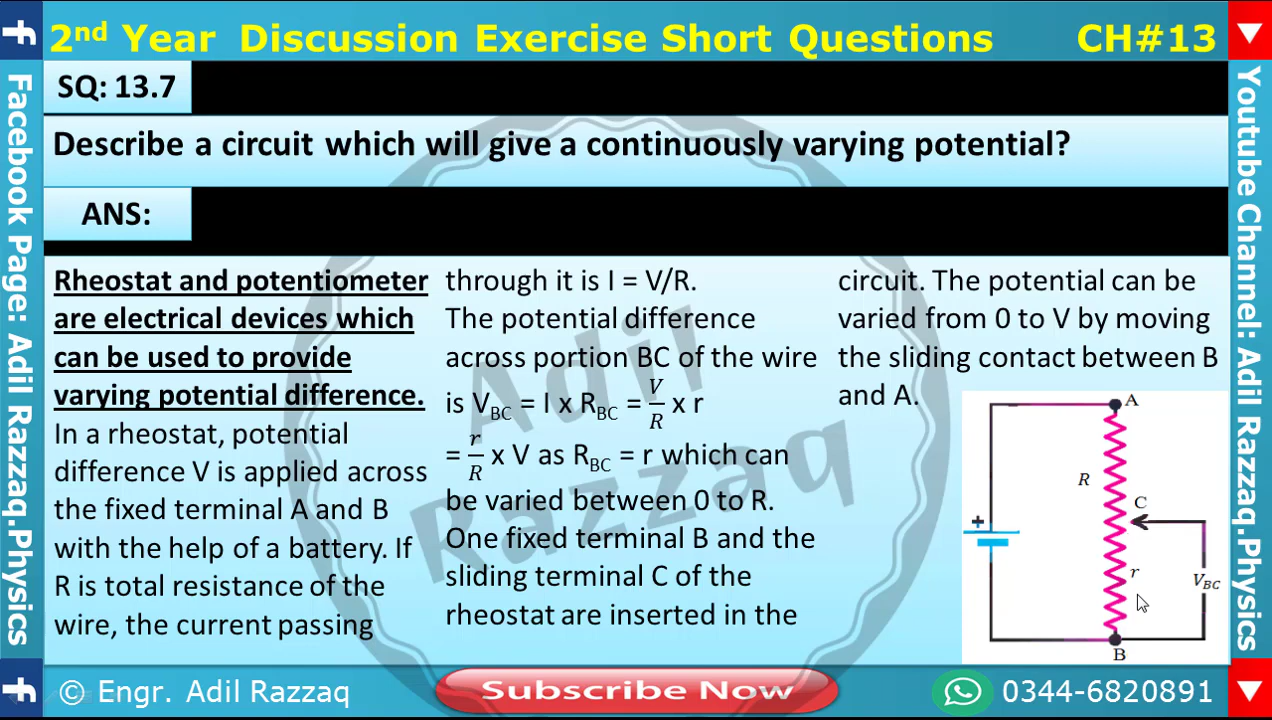 2nd Year Discussion Exercise Short Questions CH#13
SQ: 13.7
Describe a circuit which will give a continuously varying potential?
ANS:
Rheostat and potentiometer
are electrical devices which
can be used to provide
varying potential difference.
In a rheostat, potential
difference V is applied across
the fixed terminal A and B
with the help of a battery. If
R is total resistance of the
wire, the current passing
through it is I = V/R.
The potential difference
across portion BC of the wire
is V_BC = I x R_BC = V/R x r
= r/R x V as R_BC = r which can
be varied between 0 to R.
One fixed terminal B and the
sliding terminal C of the
rheostat are inserted in the
circuit. The potential can be
varied from 0 to V by moving
the sliding contact between B
and A.
A
R
C
+
r
V_BC
B
Adil
Razzaq
Facebook Page: Adil Razzaq.Physics
Youtube Channel: Adil Razzaq.Physics
© Engr. Adil Razzaq
Subscribe Now
0344-6820891